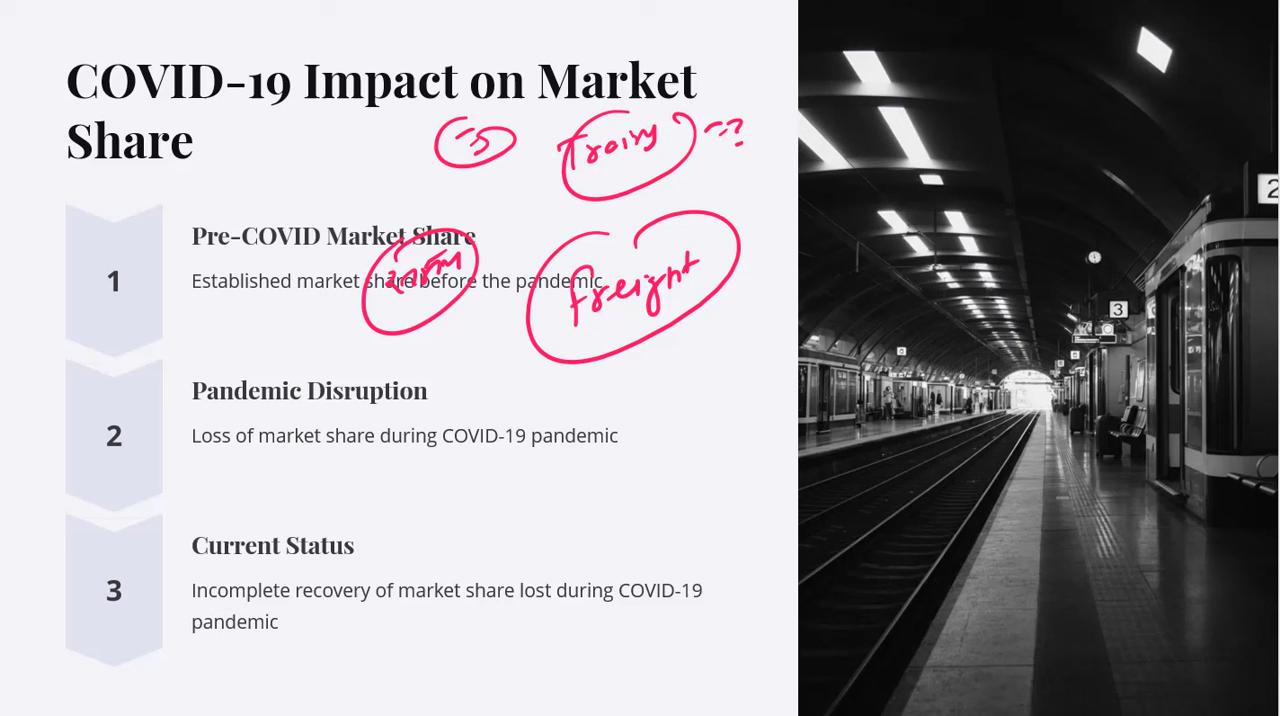 COVID-19 Impact on Market
Share
Trains
1
Pre-COVID Market Share
Established market share before the pandemic
freight
2
Pandemic Disruption
Loss of market share during COVID-19 pandemic
3
Current Status
Incomplete recovery of market share lost during COVID-19
pandemic
2
3